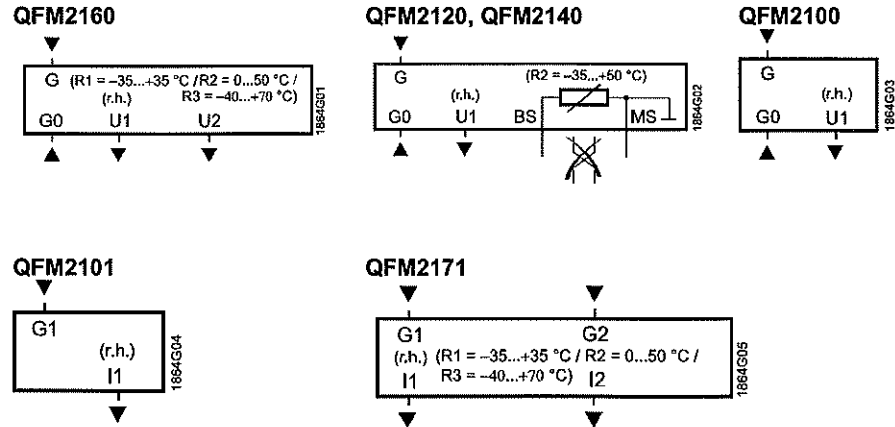 QFM2160
G (R1 = –35...+35 °C / R2 = 0...50 °C /
(r.h.) R3 = –40...+70 °C)
G0 U1 U2
1864G01
QFM2120, QFM2140
G (R2 = –35...+50 °C)
(r.h.)
G0 U1 BS MS
1864G02
QFM2100
G
(r.h.)
G0 U1
1864G03
QFM2101
G1
(r.h.)
I1
1864G04
QFM2171
G1 G2
(r.h.) (R1 = –35...+35 °C / R2 = 0...50 °C /
I1 R3 = –40...+70 °C) I2
1864G05